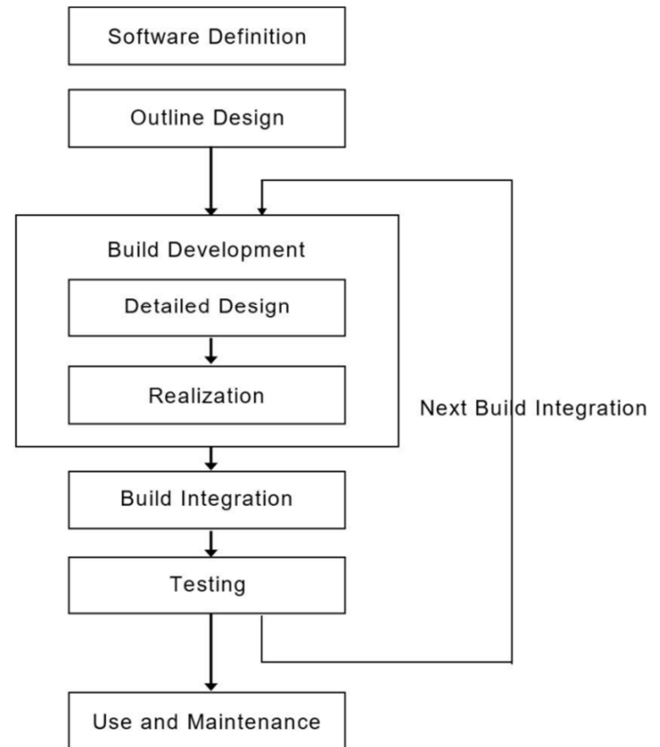 Software Definition
Outline Design
Build Development
Detailed Design
Realization
Next Build Integration
Build Integration
Testing
Use and Maintenance